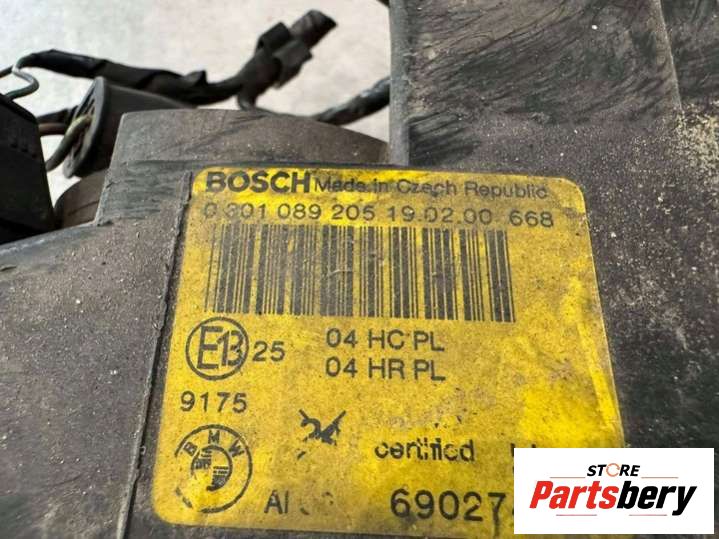 BOSCH Made in Czech Republic
0 301 089 205 19.02.00 668
E13 25 04 HC PL
04 HR PL
9175
BMW
certified
69027
STORE
Partsbery